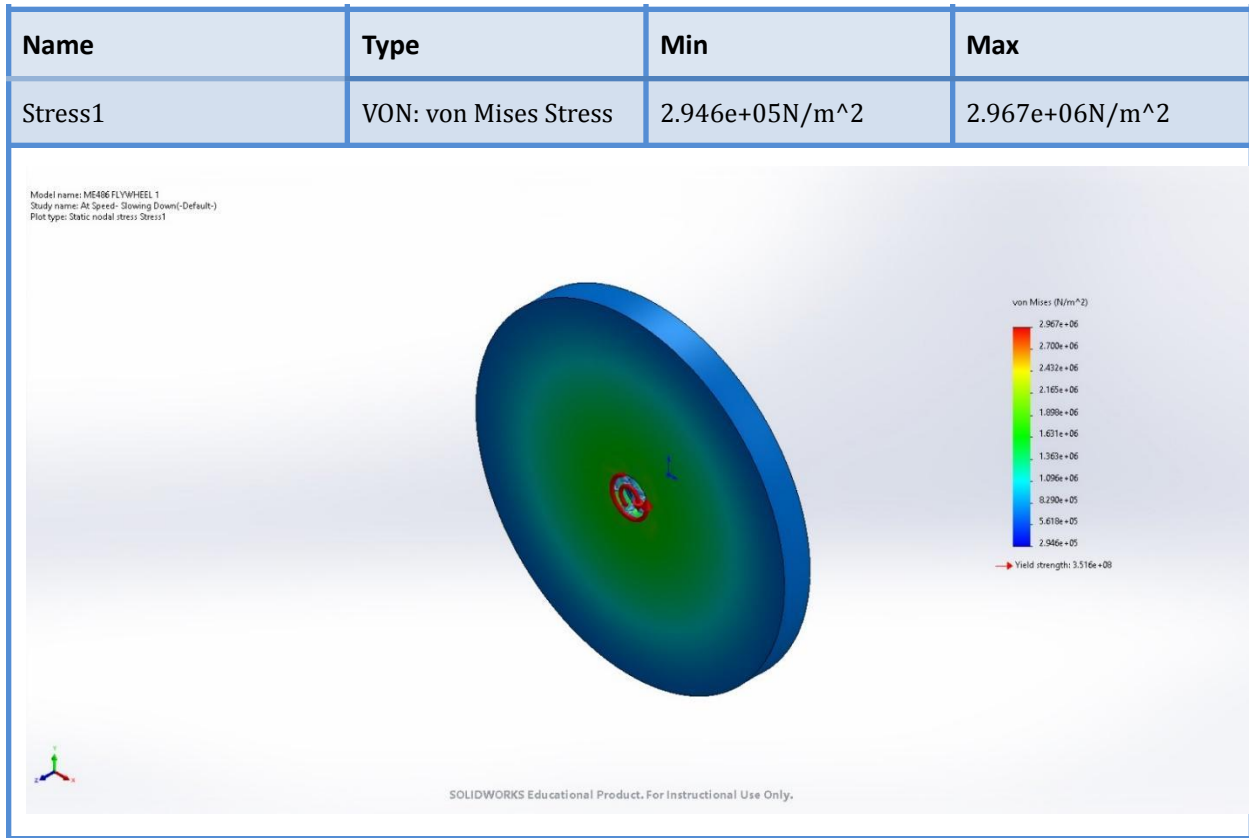 Name Type Min Max
Stress1 VON: von Mises Stress 2.946e+05N/m^2 2.967e+06N/m^2
Model name: ME486 FLYWHEEL 1
Study name: At Speed- Slowing Down(-Default-)
Plot type: Static nodal stress Stress1
von Mises (N/m^2)
2.967e+06
2.700e+06
2.432e+06
2.165e+06
1.898e+06
1.631e+06
1.363e+06
1.096e+06
8.290e+05
5.618e+05
2.946e+05
Yield strength: 3.516e+08
Y
Z X
SOLIDWORKS Educational Product. For Instructional Use Only.